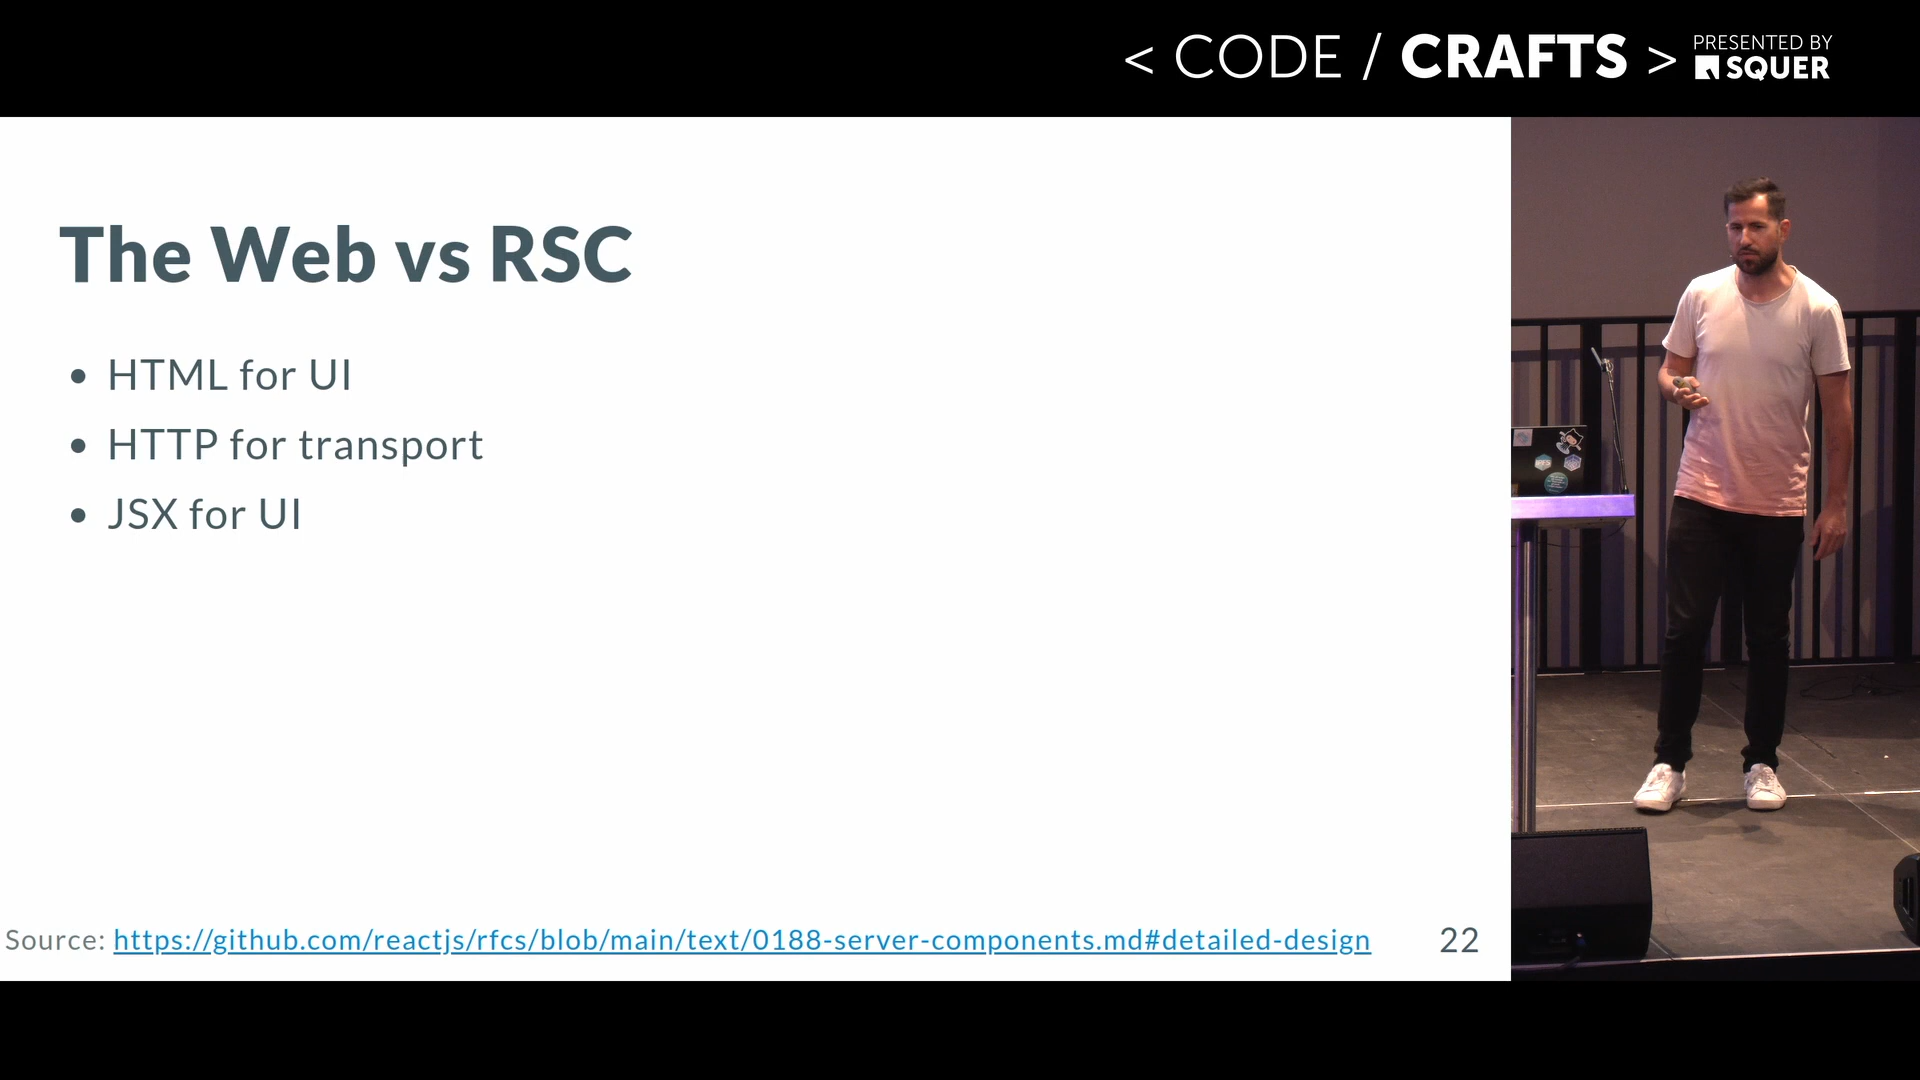 < CODE / CRAFTS > PRESENTED BY SQUER
The Web vs RSC
• HTML for UI
• HTTP for transport
• JSX for UI
Source: https://github.com/reactjs/rfcs/blob/main/text/0188-server-components.md#detailed-design
22